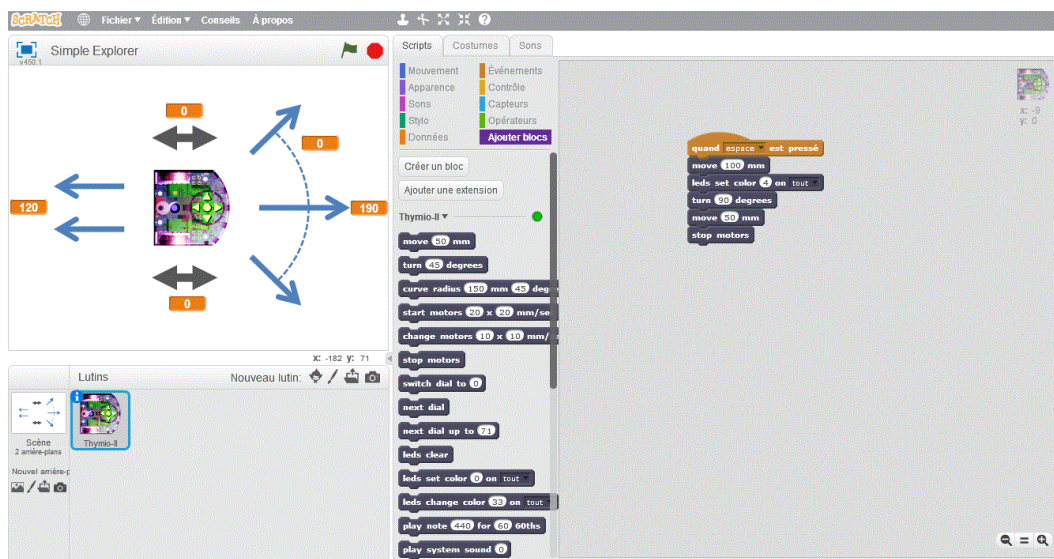 SCRATCH Fichier Édition Conseils À propos
v450.1 Simple Explorer
0
0
120
190
0
x: -182 y: 71
Lutins Nouveau lutin:
Scène
2 arrière-plans
Nouvel arrière-p
Thymio-II
Scripts Costumes Sons
Mouvement Événements
Apparence Contrôle
Sons Capteurs
Stylo Opérateurs
Données Ajouter blocs
Créer un bloc
Ajouter une extension
Thymio-II
move 50 mm
turn 45 degrees
curve radius 150 mm 45 deg
start motors 20 x 20 mm/se
change motors 10 x 10 mm/
stop motors
switch dial to 0
next dial
next dial up to 71
leds clear
leds set color 0 on tout
leds change color 33 on tout
play note 440 for 60 60ths
play system sound 0
quand espace est pressé
move 100 mm
leds set color 4 on tout
turn 90 degrees
move 50 mm
stop motors
x: -9
y: 0